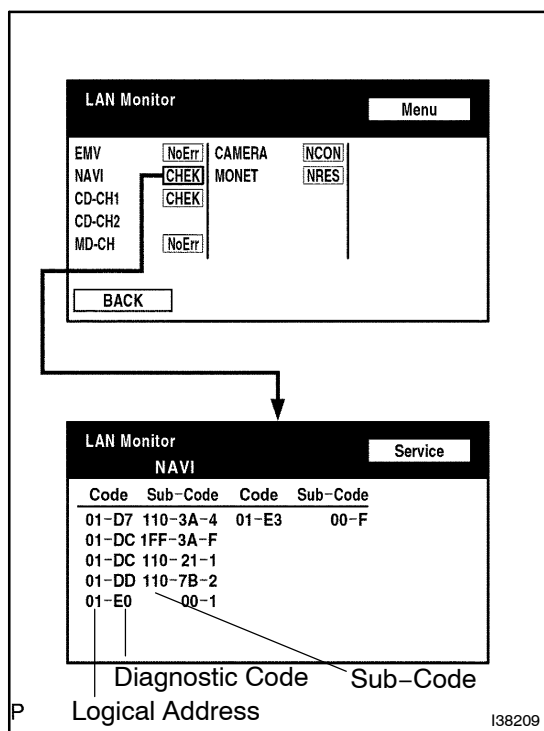 LAN Monitor
Menu
EMV NoErr CAMERA NCON
NAVI CHEK MONET NRES
CD-CH1 CHEK
CD-CH2
MD-CH NoErr
BACK
LAN Monitor
NAVI
Service
Code Sub-Code Code Sub-Code
01-D7 110-3A-4 01-E3 00-F
01-DC 1FF-3A-F
01-DC 110-21-1
01-DD 110-7B-2
01-E0 00-1
Diagnostic Code Sub-Code
Logical Address
P
I38209